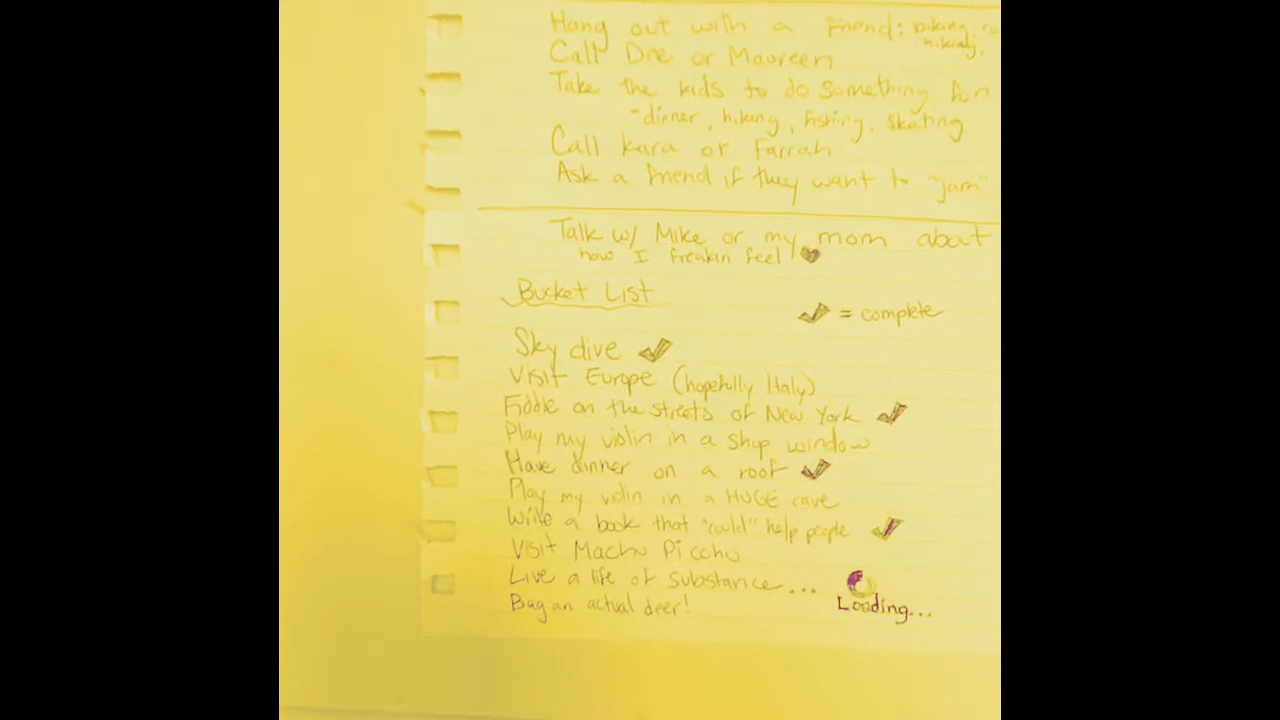 Hang out with a friend: biking,
hiking,
Call Dee or Maureen
Take the kids to do something fun
- dinner, hiking, fishing, skating
Call Kara or Farrah
Ask a friend if they want to "jam"
Talk w/ Mike or my mom about
how I freakin feel
Bucket List
✓ = complete
Sky dive ✓
Visit Europe (hopefully Italy)
Fiddle on the streets of New York ✓
Play my violin in a shop window
Have dinner on a roof ✓
Play my violin in a HUGE cave
Write a book that "could" help people ✓
Visit Machu Picchu
Live a life of substance...
Loading...
Bag an actual deer!